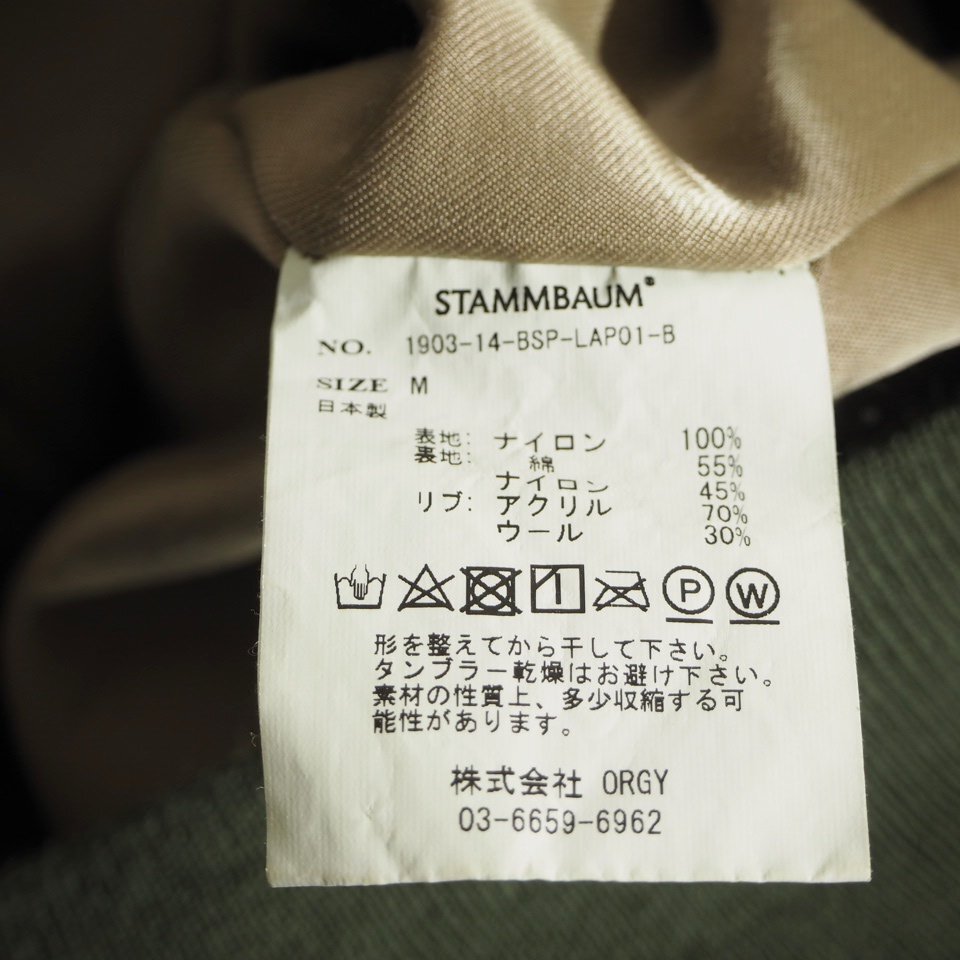 STAMMBAUM®
NO. 1903-14-BSP-LAP01-B
SIZE M
日本製
表地: ナイロン 100%
裏地: 綿 55%
ナイロン 45%
リブ: アクリル 70%
ウール 30%
P W
形を整えてから干して下さい。
タンブラー乾燥はお避け下さい。
素材の性質上、多少収縮する可
能性があります。
株式会社 ORGY
03-6659-6962